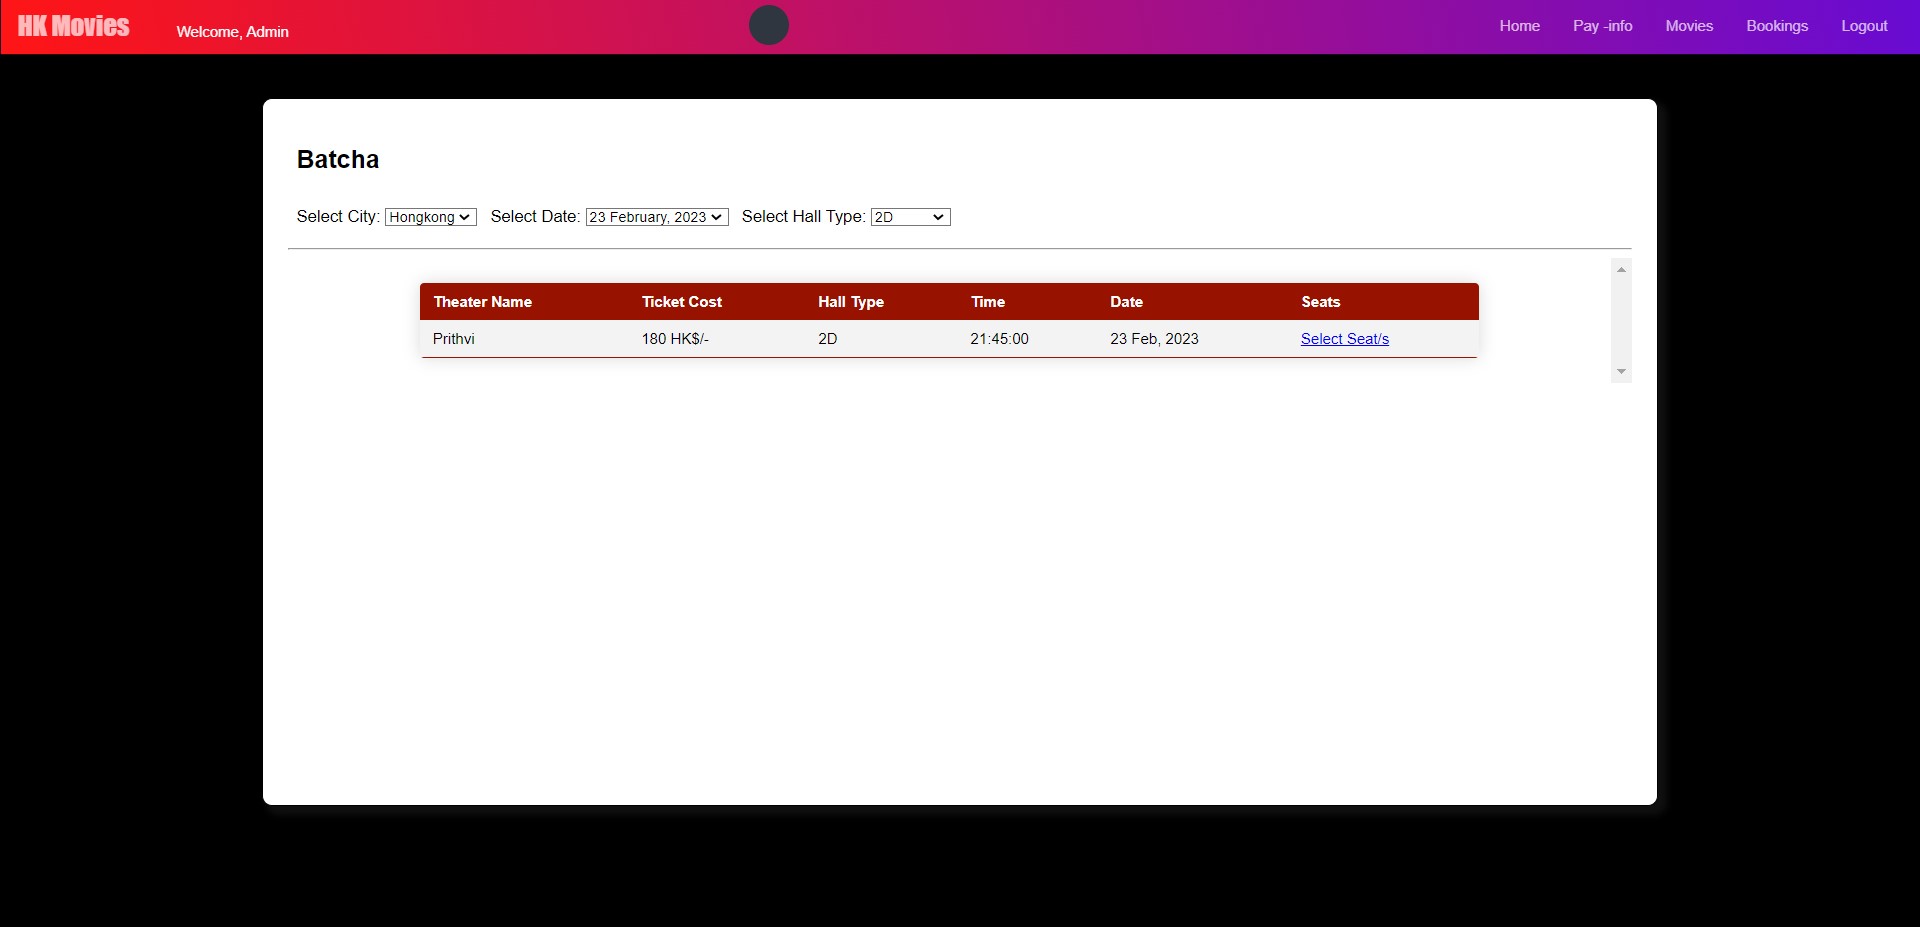 HK Movies Welcome, Admin Home Pay -info Movies Bookings Logout
Batcha
Select City: Hongkong Select Date: 23 February, 2023 Select Hall Type: 2D
Theater Name Ticket Cost Hall Type Time Date Seats
Prithvi 180 HK$/- 2D 21:45:00 23 Feb, 2023 Select Seat/s